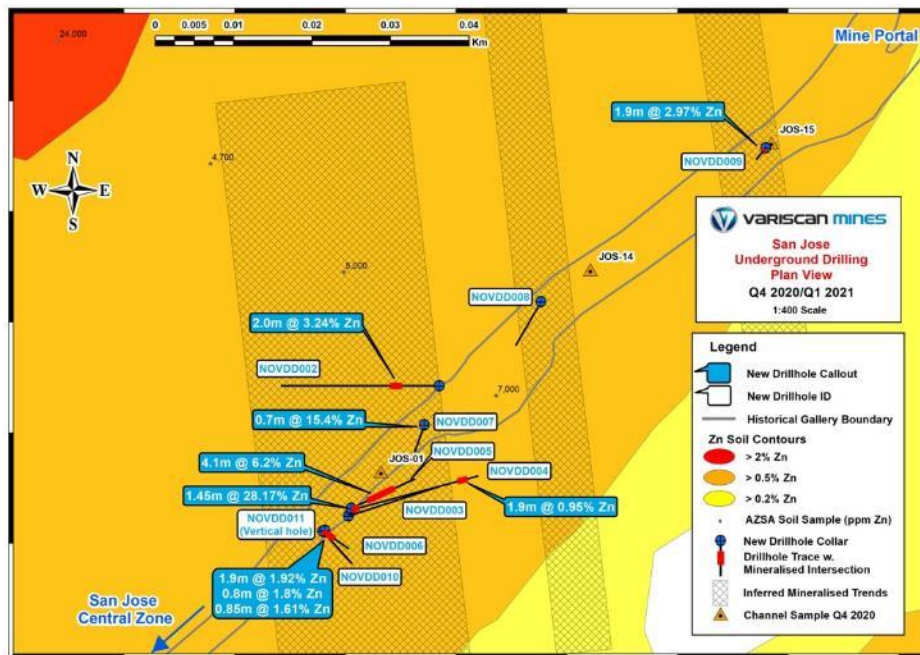 24,000
0 0.005 0.01 0.02 0.03 0.04
Km
Mine Portal
1.9m @ 2.97% Zn
JOS-15
NOVDD009
4,700
N
W E
S
VARISCAN MINES
San Jose
Underground Drilling
Plan View
Q4 2020/Q1 2021
1:400 Scale
JOS-14
5,000
NOVDD008
2.0m @ 3.24% Zn
NOVDD002
7,000
0.7m @ 15.4% Zn
NOVDD007
NOVDD005
JOS-01
4.1m @ 6.2% Zn
NOVDD004
1.45m @ 28.17% Zn
NOVDD003
1.9m @ 0.95% Zn
NOVDD011
(Vertical hole)
NOVDD006
NOVDD010
1.9m @ 1.92% Zn
0.8m @ 1.8% Zn
0.85m @ 1.61% Zn
San Jose
Central Zone
Legend
New Drillhole Callout
New Drillhole ID
Historical Gallery Boundary
Zn Soil Contours
> 2% Zn
> 0.5% Zn
> 0.2% Zn
AZSA Soil Sample (ppm Zn)
New Drillhole Collar
Drillhole Trace w.
Mineralised Intersection
Inferred Mineralised Trends
Channel Sample Q4 2020